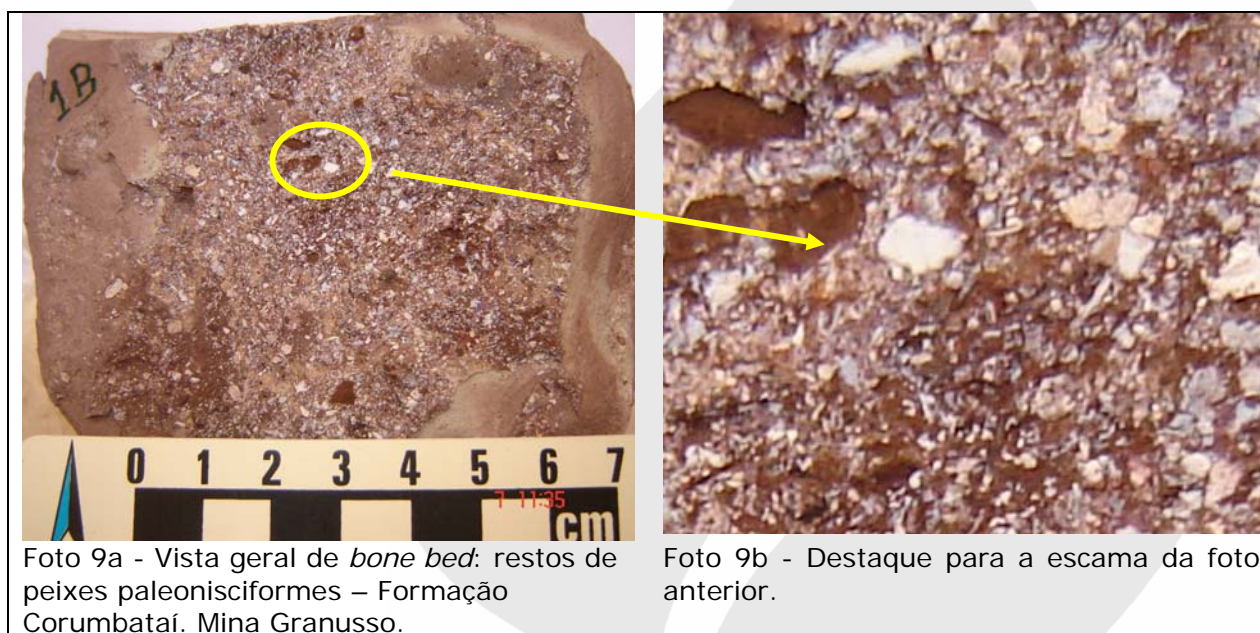 1B
0 1 2 3 4 5 6 7
7 11:35
cm
Foto 9a - Vista geral de bone bed: restos de
peixes paleonisciformes – Formação
Corumbataí. Mina Granusso.
Foto 9b - Destaque para a escama da foto
anterior.